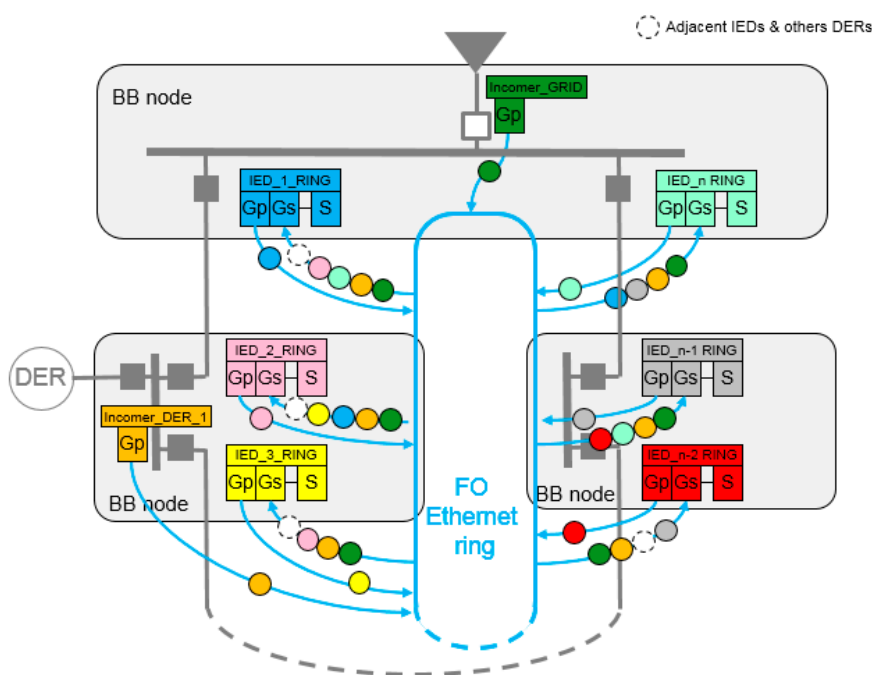 Adjacent IEDs & others DERs
BB node
Incomer_GRID
Gp
IED_1_RING
Gp Gs S
IED_n RING
Gp Gs S
DER
IED_2_RING
Gp Gs S
IED_n-1 RING
Gp Gs S
Incomer_DER_1
Gp
IED_3_RING
Gp Gs S
BB node
FO
Ethernet
ring
BB node
IED_n-2 RING
Gp Gs S